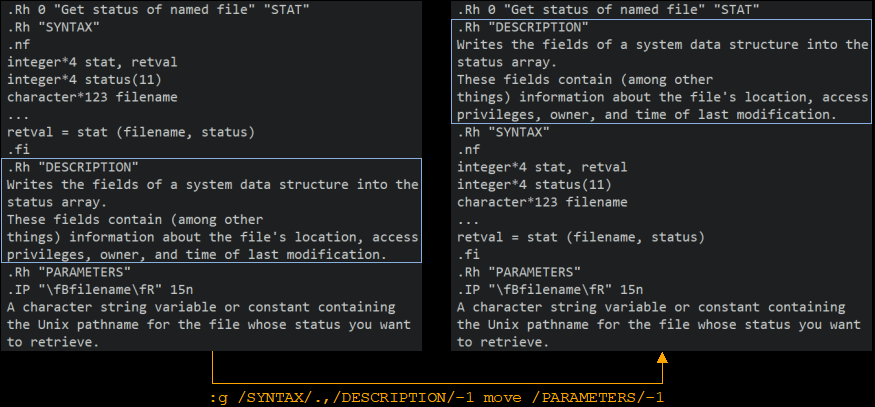 .Rh 0 "Get status of named file" "STAT"
.Rh "SYNTAX"
.nf
integer*4 stat, retval
integer*4 status(11)
character*123 filename
...
retval = stat (filename, status)
.fi
.Rh "DESCRIPTION"
Writes the fields of a system data structure into the
status array.
These fields contain (among other
things) information about the file's location, access
privileges, owner, and time of last modification.
.Rh "PARAMETERS"
.IP "\fBfilename\fR" 15n
A character string variable or constant containing
the Unix pathname for the file whose status you want
to retrieve.
.Rh 0 "Get status of named file" "STAT"
.Rh "DESCRIPTION"
Writes the fields of a system data structure into the
status array.
These fields contain (among other
things) information about the file's location, access
privileges, owner, and time of last modification.
.Rh "SYNTAX"
.nf
integer*4 stat, retval
integer*4 status(11)
character*123 filename
...
retval = stat (filename, status)
.fi
.Rh "PARAMETERS"
.IP "\fBfilename\fR" 15n
A character string variable or constant containing
the Unix pathname for the file whose status you want
to retrieve.
:g /SYNTAX/.,/DESCRIPTION/-1 move /PARAMETERS/-1